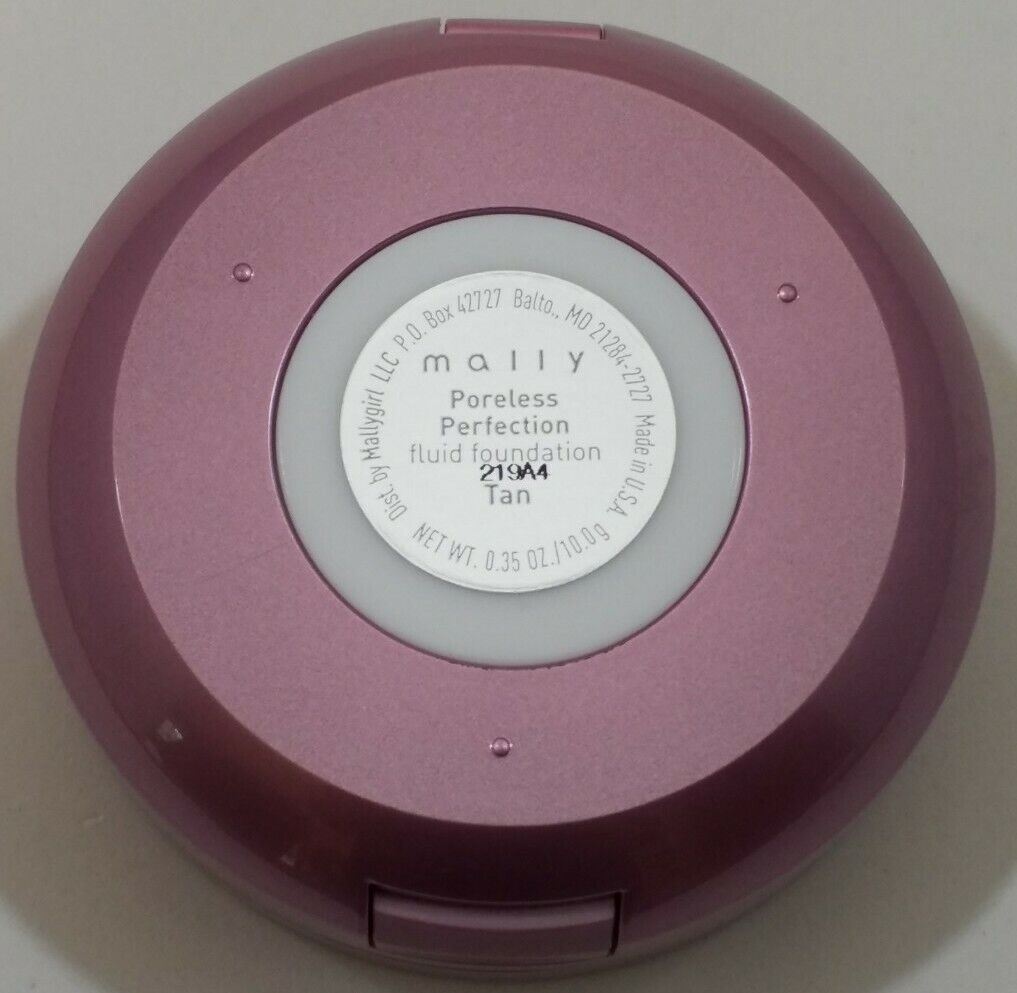 mally
Poreless
Perfection
fluid foundation
219A4
Tan
Dist. by Mallygirl LLC P.O. Box 42727 Balto., MD 21284-2727 Made in U.S.A.
NET WT. 0.35 OZ./10.0g